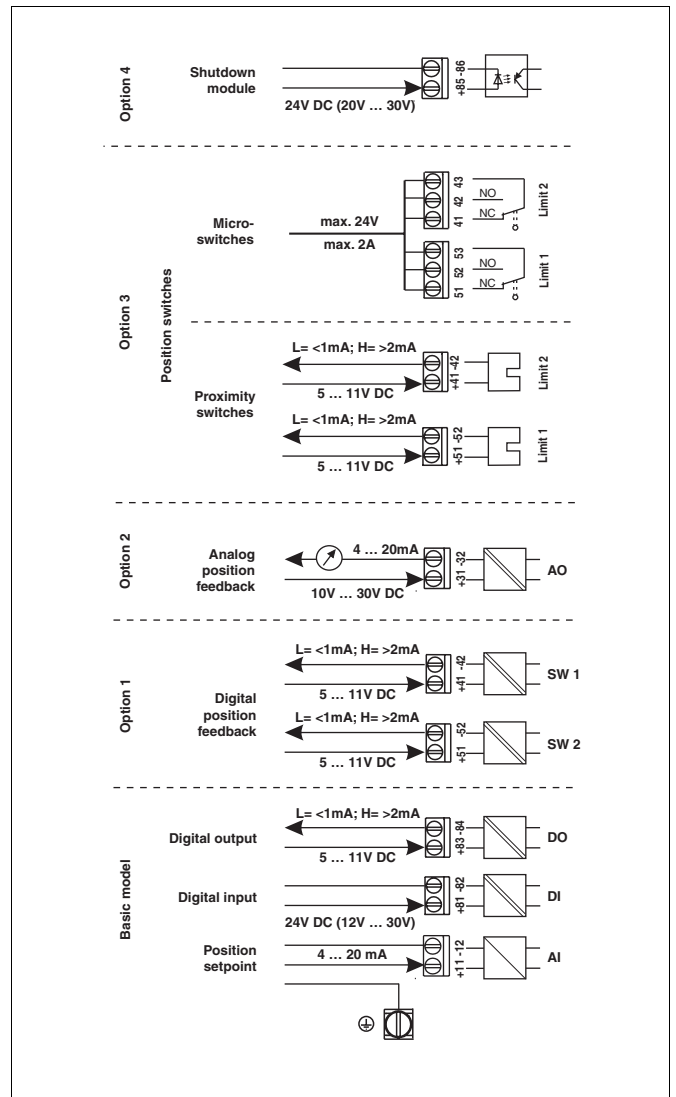 Option 4
Shutdown
module
24V DC (20V ... 30V)
+85 -86
Option 3
Position switches
Micro-
switches
max. 24V
max. 2A
43
42
41
NO
NC
Limit 2
53
52
51
NO
NC
Limit 1
Proximity
switches
L= <1mA; H= >2mA
5 ... 11V DC
+41 -42
Limit 2
L= <1mA; H= >2mA
5 ... 11V DC
+51 -52
Limit 1
Option 2
Analog
position
feedback
4 ... 20mA
10V ... 30V DC
+31 -32
AO
Option 1
Digital
position
feedback
L= <1mA; H= >2mA
5 ... 11V DC
+41 -42
SW 1
L= <1mA; H= >2mA
5 ... 11V DC
+51 -52
SW 2
Basic model
Digital output
L= <1mA; H= >2mA
5 ... 11V DC
+83 -84
DO
Digital input
24V DC (12V ... 30V)
+81 -82
DI
Position
setpoint
4 ... 20 mA
+11 -12
AI